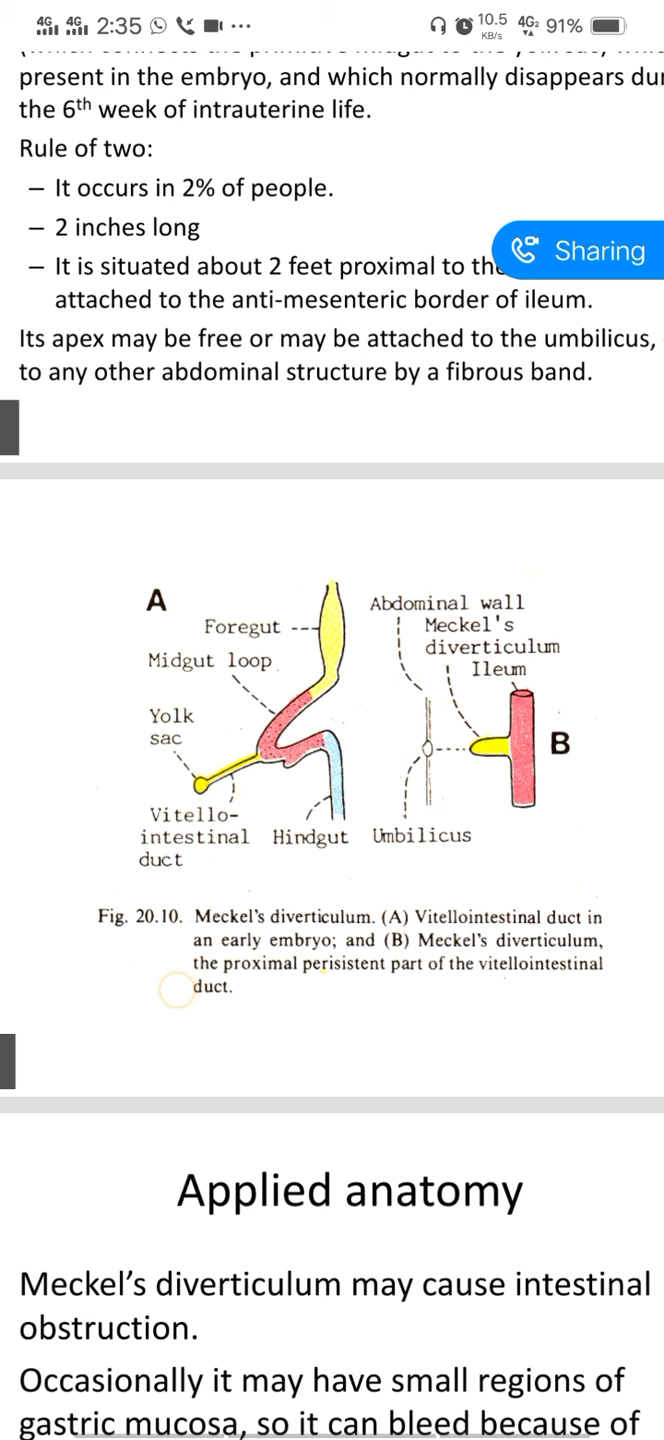 4G 4G 2:35 ... 10.5 KB/s 4G2 91%
present in the embryo, and which normally disappears du
the 6th week of intrauterine life.
Rule of two:
– It occurs in 2% of people.
– 2 inches long
– It is situated about 2 feet proximal to th
Sharing
attached to the anti-mesenteric border of ileum.
Its apex may be free or may be attached to the umbilicus,
to any other abdominal structure by a fibrous band.
A
Foregut
Midgut loop
Yolk
sac
Vitello-
intestinal
duct
Hindgut
Abdominal wall
Meckel's
diverticulum
Ileum
B
Umbilicus
Fig. 20.10. Meckel's diverticulum. (A) Vitellointestinal duct in
an early embryo; and (B) Meckel's diverticulum,
the proximal perisistent part of the vitellointestinal
duct.
Applied anatomy
Meckel’s diverticulum may cause intestinal
obstruction.
Occasionally it may have small regions of
gastric mucosa, so it can bleed because of